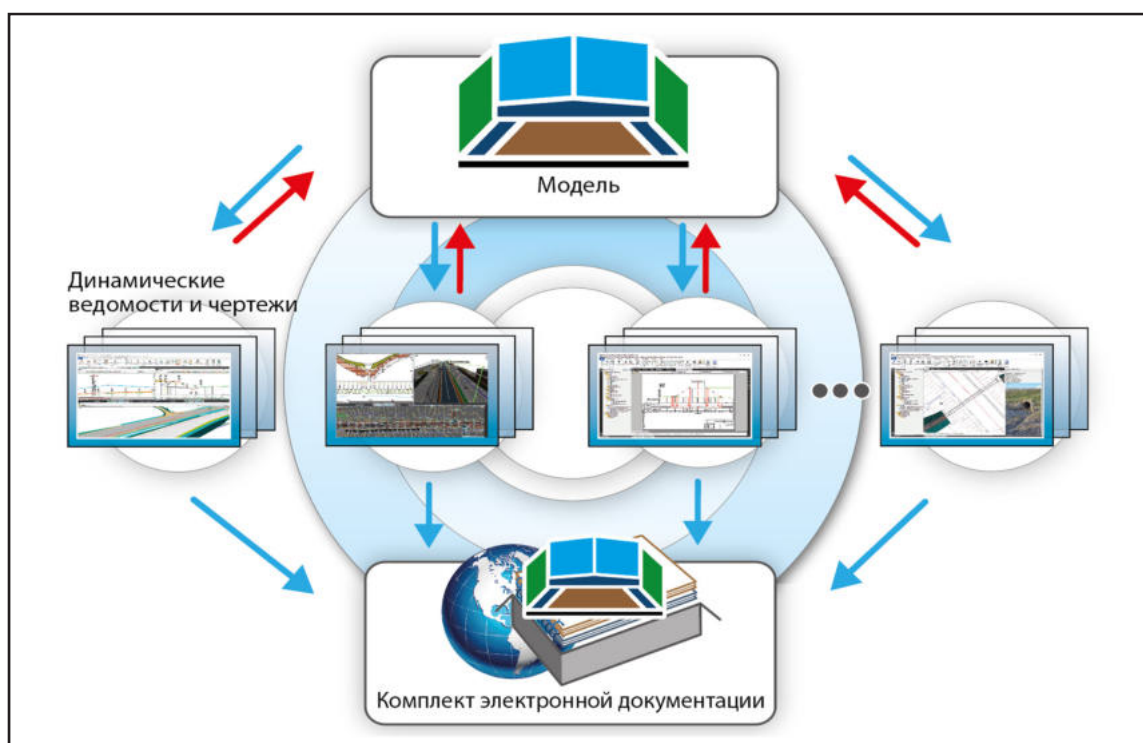 Модель
Динамические
ведомости и чертежи
Комплект электронной документации